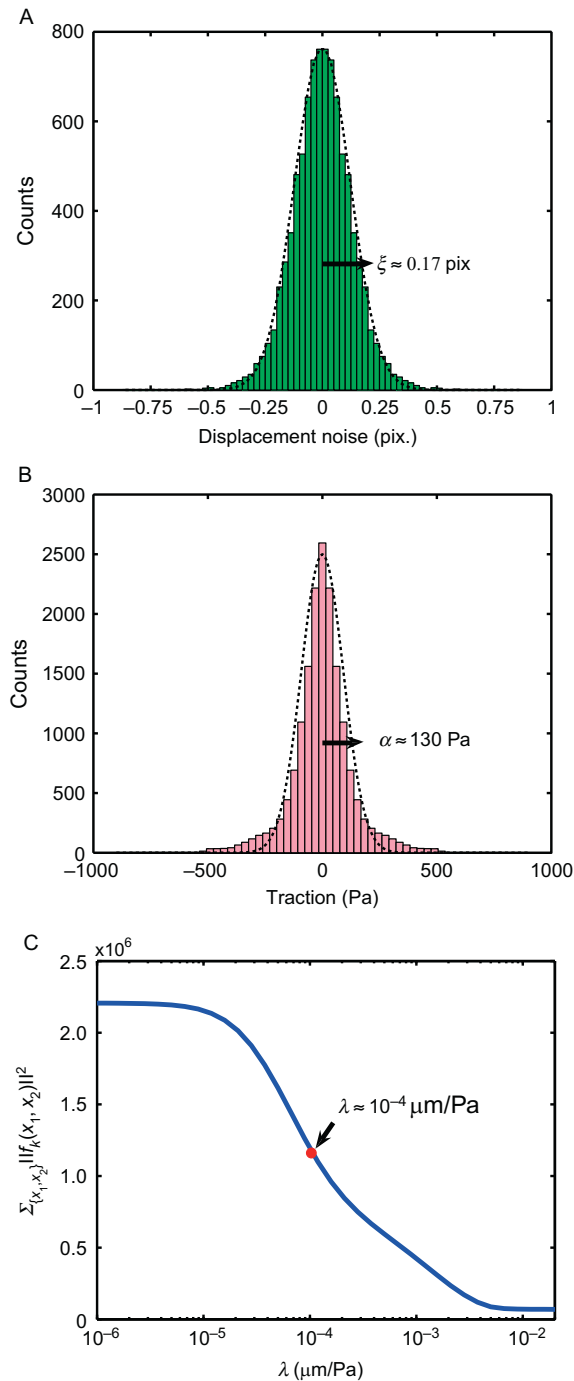 A
800
600
400
200
0
Counts
ξ ≈ 0.17 pix
−1 −0.75 −0.5 −0.25 0 0.25 0.5 0.75 1
Displacement noise (pix.)
B
3000
2500
2000
1500
1000
500
0
Counts
α ≈ 130 Pa
−1000 −500 0 500 1000
Traction (Pa)
C
x10⁶
2.5
2.0
1.5
1.0
0.5
0
Σ{x₁,x₂}||f_k(x₁, x₂)||²
λ ≈ 10⁻⁴ μm/Pa
10⁻⁶ 10⁻⁵ 10⁻⁴ 10⁻³ 10⁻²
λ (μm/Pa)